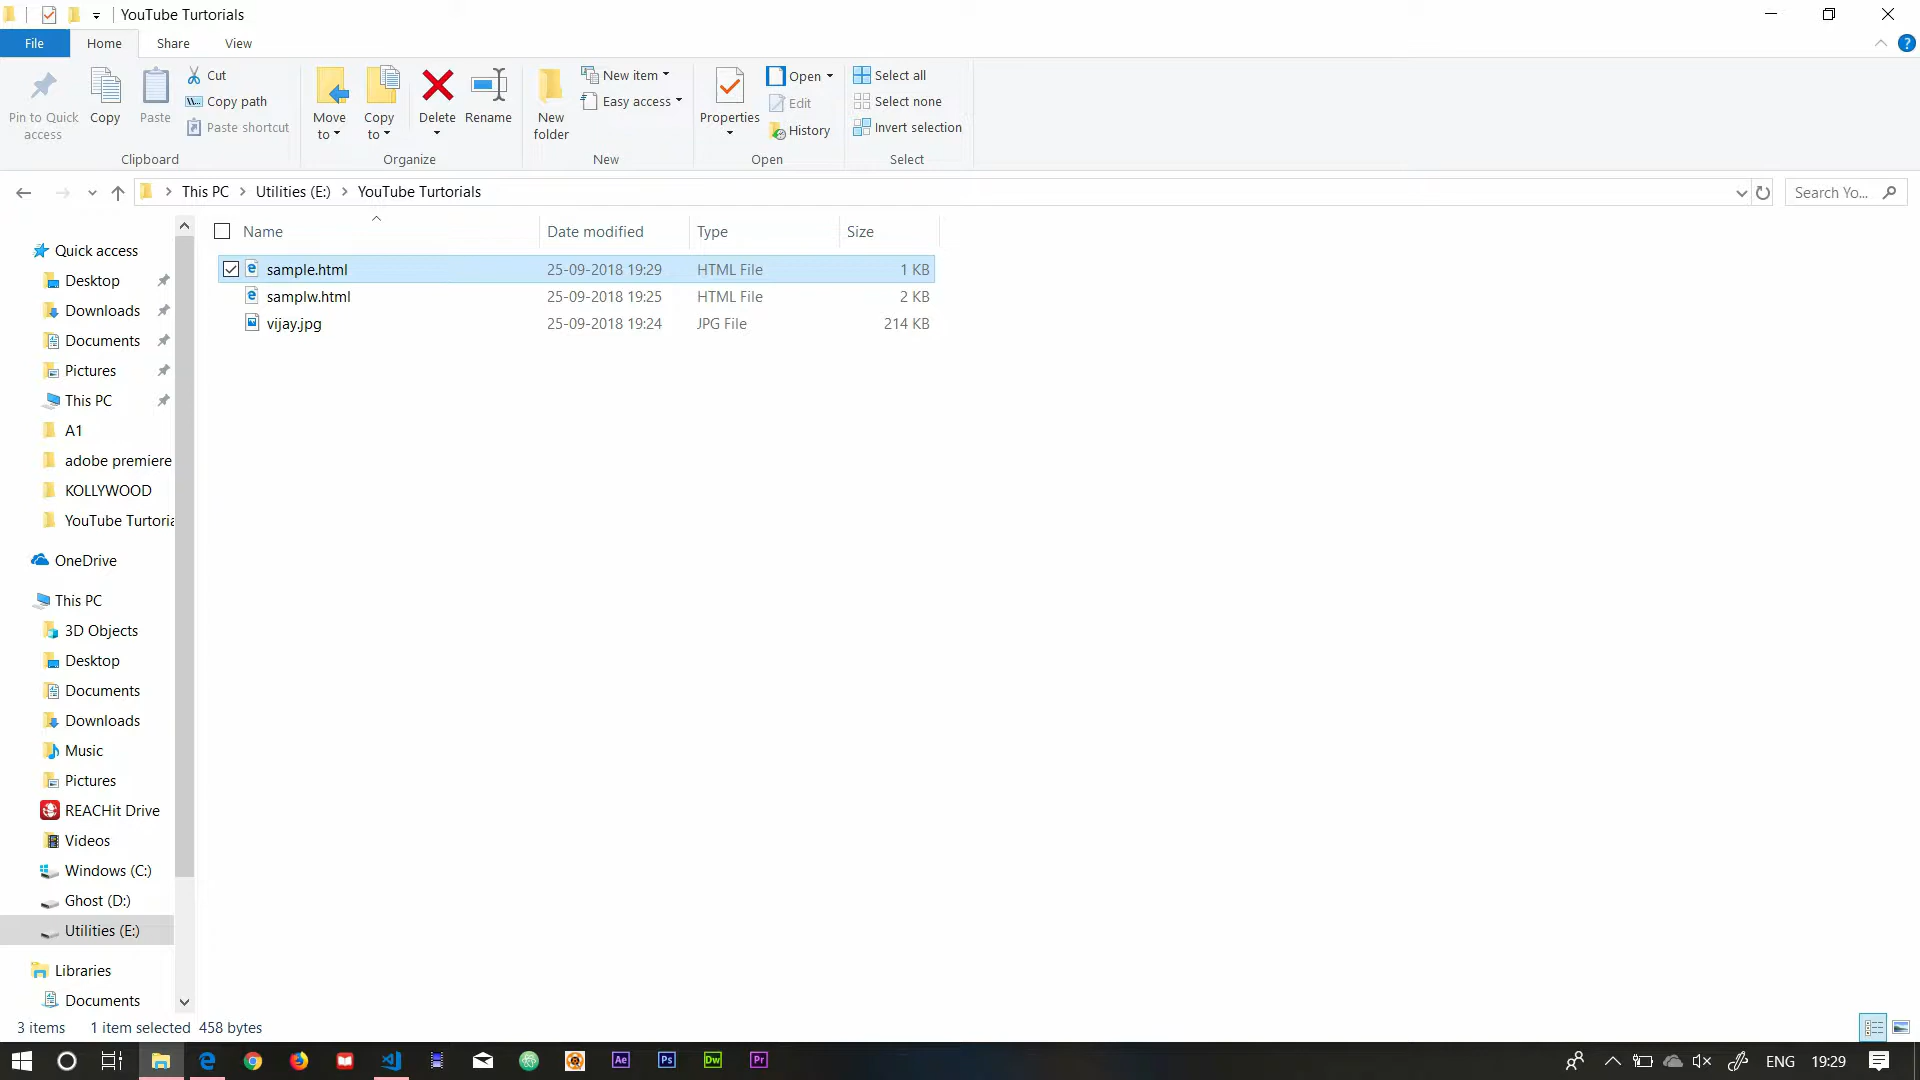 YouTube Turtorials
File Home Share View
Pin to Quick access
Copy
Paste
Cut
Copy path
Paste shortcut
Clipboard
Move to
Copy to
Delete
Rename
Organize
New folder
New item
Easy access
New
Properties
Open
Edit
History
Open
Select all
Select none
Invert selection
Select
This PC Utilities (E:) YouTube Turtorials
Search Yo...
Name Date modified Type Size
sample.html 25-09-2018 19:29 HTML File 1 KB
samplw.html 25-09-2018 19:25 HTML File 2 KB
vijay.jpg 25-09-2018 19:24 JPG File 214 KB
Quick access
Desktop
Downloads
Documents
Pictures
This PC
A1
adobe premiere
KOLLYWOOD
YouTube Turtoria
OneDrive
This PC
3D Objects
Desktop
Documents
Downloads
Music
Pictures
REACHit Drive
Videos
Windows (C:)
Ghost (D:)
Utilities (E:)
Libraries
Documents
3 items 1 item selected 458 bytes
Ae Ps Dw Pr
ENG 19:29